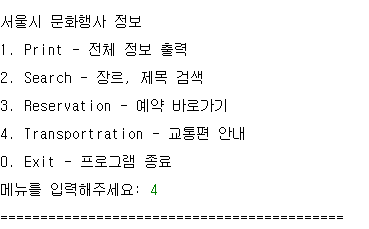 서울시 문화행사 정보
1. Print - 전체 정보 출력
2. Search - 장르, 제목 검색
3. Reservation - 예약 바로가기
4. Transportration - 교통편 안내
0. Exit - 프로그램 종료
메뉴를 입력해주세요: 4
===========================================